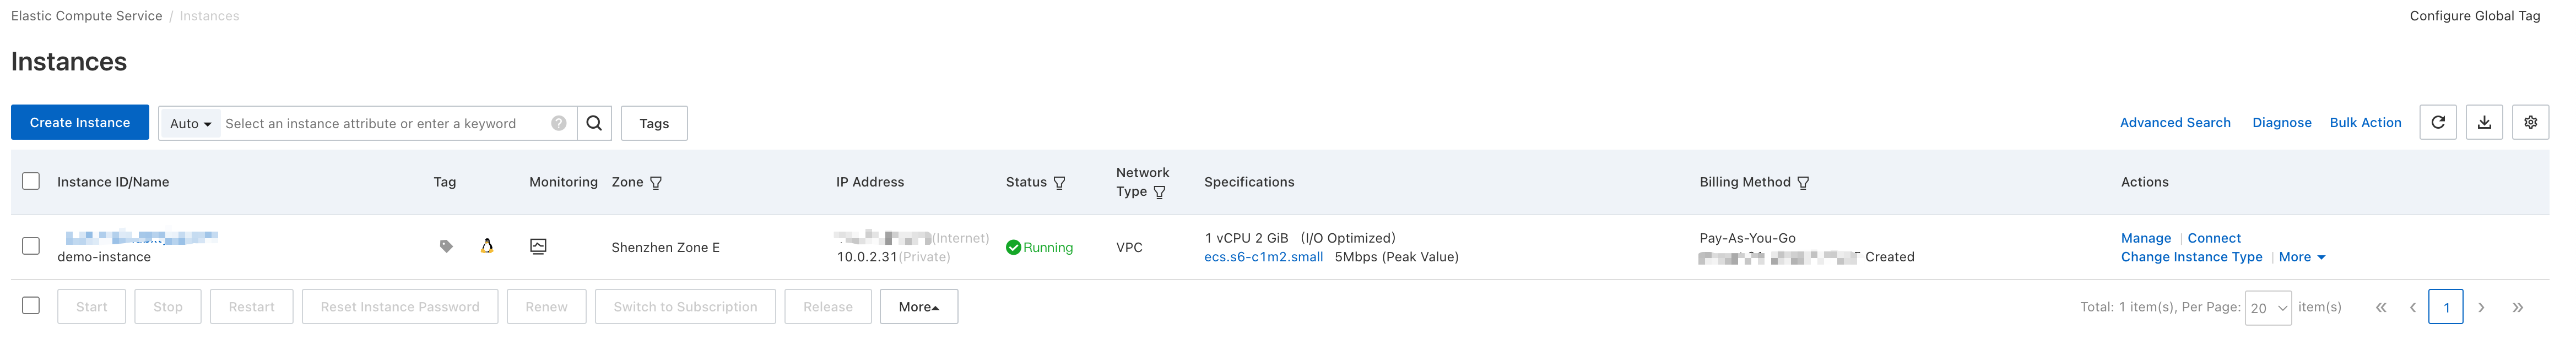 Elastic Compute Service / Instances
Configure Global Tag
Instances
Create Instance
Auto
Select an instance attribute or enter a keyword
?
Tags
Advanced Search
Diagnose
Bulk Action
Instance ID/Name
Tag
Monitoring
Zone
IP Address
Status
Network
Type
Specifications
Billing Method
Actions
demo-instance
Shenzhen Zone E
(Internet)
10.0.2.31(Private)
Running
VPC
1 vCPU 2 GiB (I/O Optimized)
ecs.s6-c1m2.small 5Mbps (Peak Value)
Pay-As-You-Go
Created
Manage | Connect
Change Instance Type | More
Start
Stop
Restart
Reset Instance Password
Renew
Switch to Subscription
Release
More
Total: 1 item(s), Per Page: 20 item(s)
« ‹ 1 › »